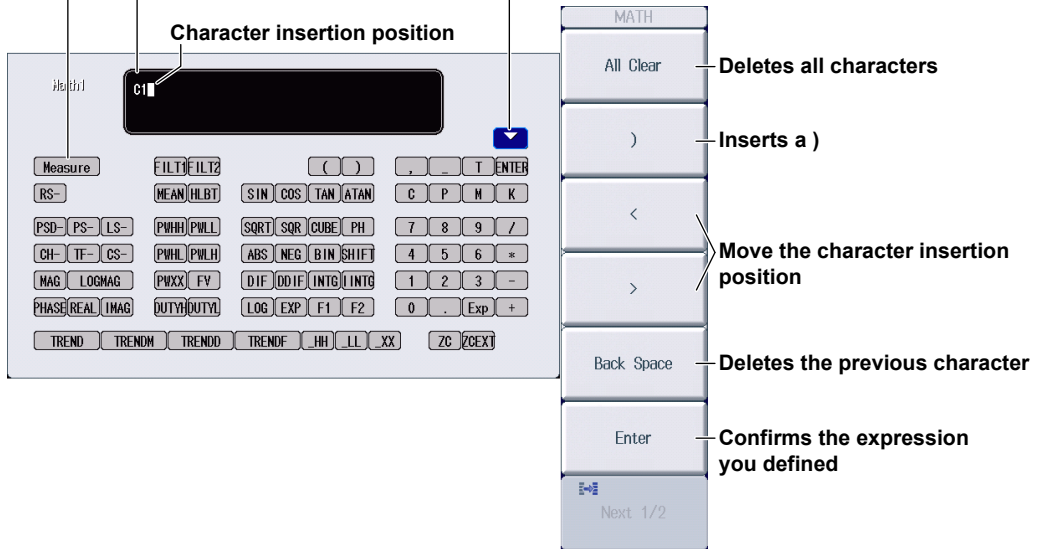 Character insertion position
Math1
C1
Measure FILT1 FILT2 ( ) , _ T ENTER
RS- MEAN HLBT SIN COS TAN ATAN C P M K
PSD- PS- LS- PWHH PWLL SQRT SQR CUBE PH 7 8 9 /
CH- TF- CS- PWHL PWLH ABS NEG BIN SHIFT 4 5 6 *
MAG LOGMAG PWXX FV DIF DDIF INTG IINTG 1 2 3 -
PHASE REAL IMAG DUTYH DUTYL LOG EXP F1 F2 0 . Exp +
TREND TRENDM TRENDD TRENDF _HH _LL _XX ZC ZCEXT
MATH
All Clear Deletes all characters
) Inserts a )
<
> Move the character insertion
position
Back Space Deletes the previous character
Enter Confirms the expression
you defined
Next 1/2